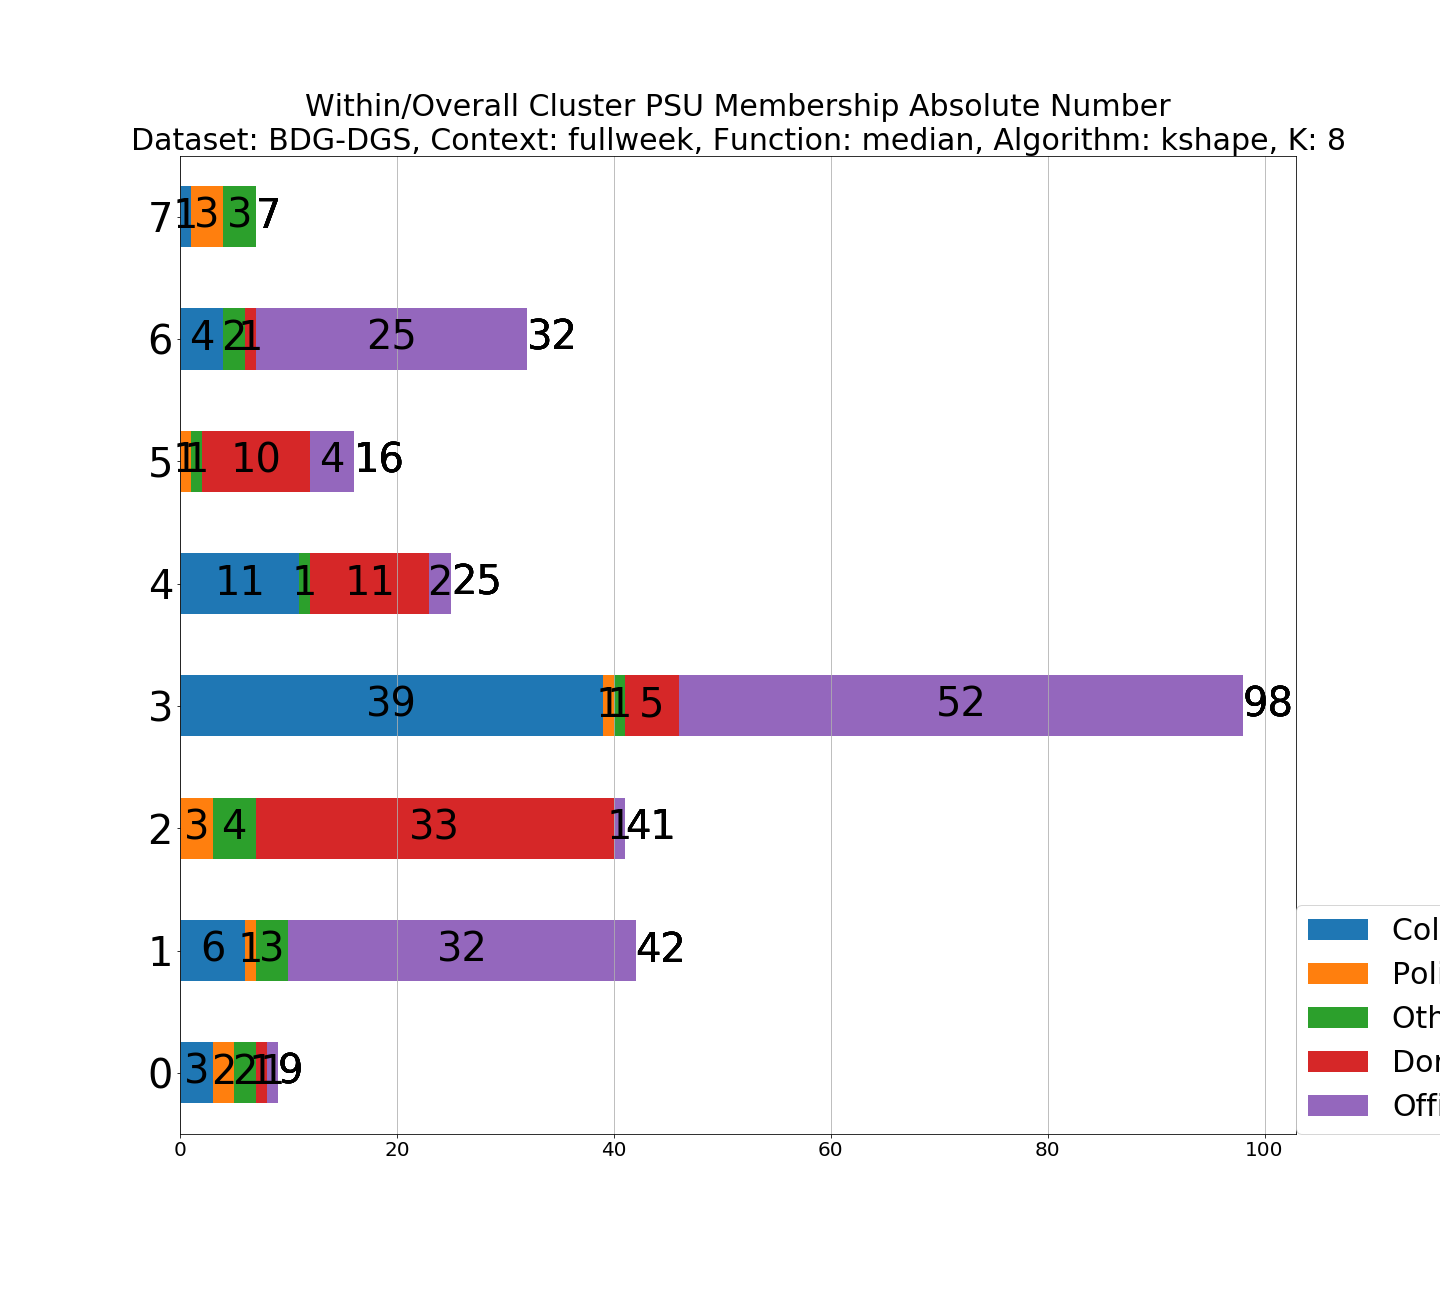 Within/Overall Cluster PSU Membership Absolute Number
Dataset: BDG-DGS, Context: fullweek, Function: median, Algorithm: kshape, K: 8
7 1 3 3 7
6 4 2 1 25 32
5 1 1 10 4 16
4 11 1 11 2 25
3 39 1 1 5 52 98
2 3 4 33 1 41
1 6 1 3 32 42
0 3 2 2 1 1 9
0 20 40 60 80 100